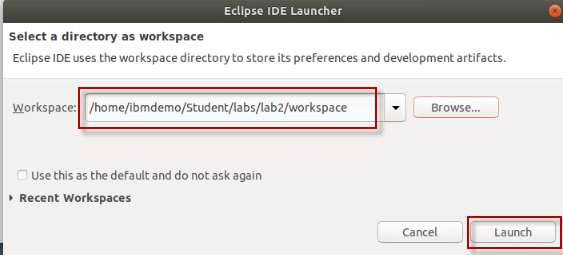 Eclipse IDE Launcher
Select a directory as workspace
Eclipse IDE uses the workspace directory to store its preferences and development artifacts.
Workspace: /home/ibmdemo/Student/labs/lab2/workspace Browse...
Use this as the default and do not ask again
Recent Workspaces
Cancel Launch